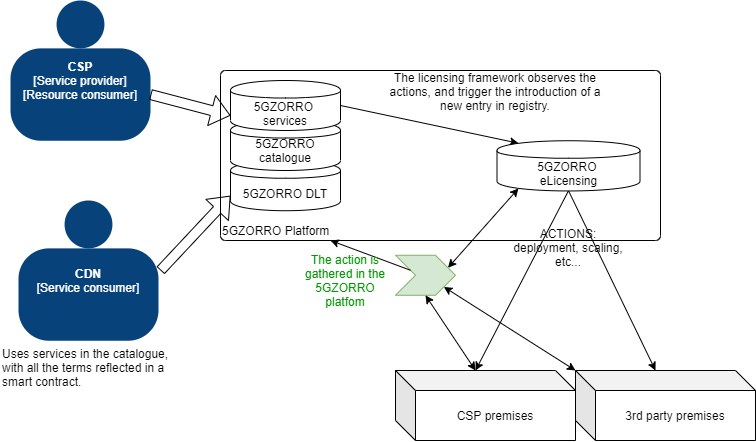 CSP
[Service provider]
[Resource consumer]
The licensing framework observes the
actions, and trigger the introduction of a
new entry in registry.
5GZORRO
services
5GZORRO
catalogue
5GZORRO DLT
5GZORRO Platform
5GZORRO
eLicensing
ACTIONS:
deployment, scaling,
etc...
The action is
gathered in the
5GZORRO
platfom
CDN
[Service consumer]
Uses services in the catalogue,
with all the terms reflected in a
smart contract.
CSP premises
3rd party premises